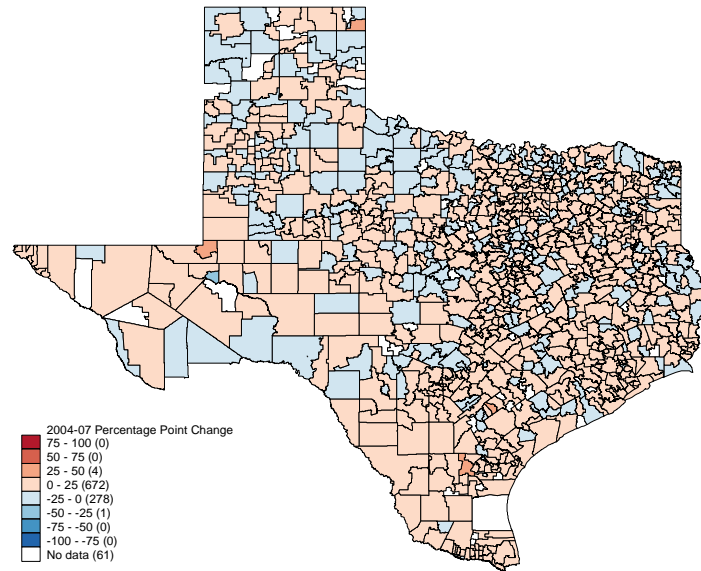 2004-07 Percentage Point Change
75 - 100 (0)
50 - 75 (0)
25 - 50 (4)
0 - 25 (672)
-25 - 0 (278)
-50 - -25 (1)
-75 - -50 (0)
-100 - -75 (0)
No data (61)